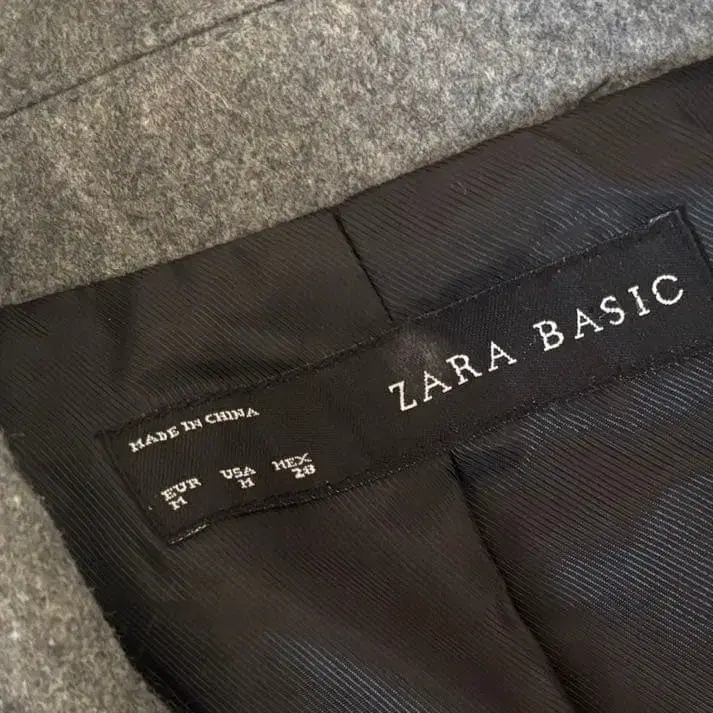 ZARA BASIC
MADE IN CHINA
EUR USA MEX
M M 28